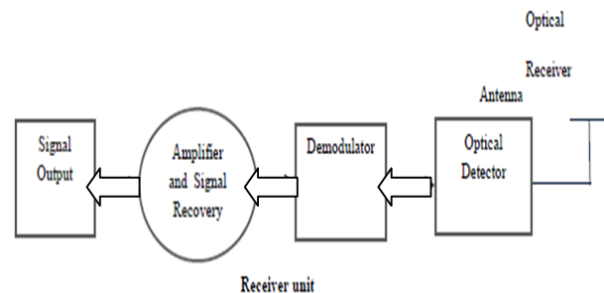 Optical
Receiver
Antenna
Signal
Output
Amplifier
and Signal
Recovery
Demodulator
Optical
Detector
Receiver unit